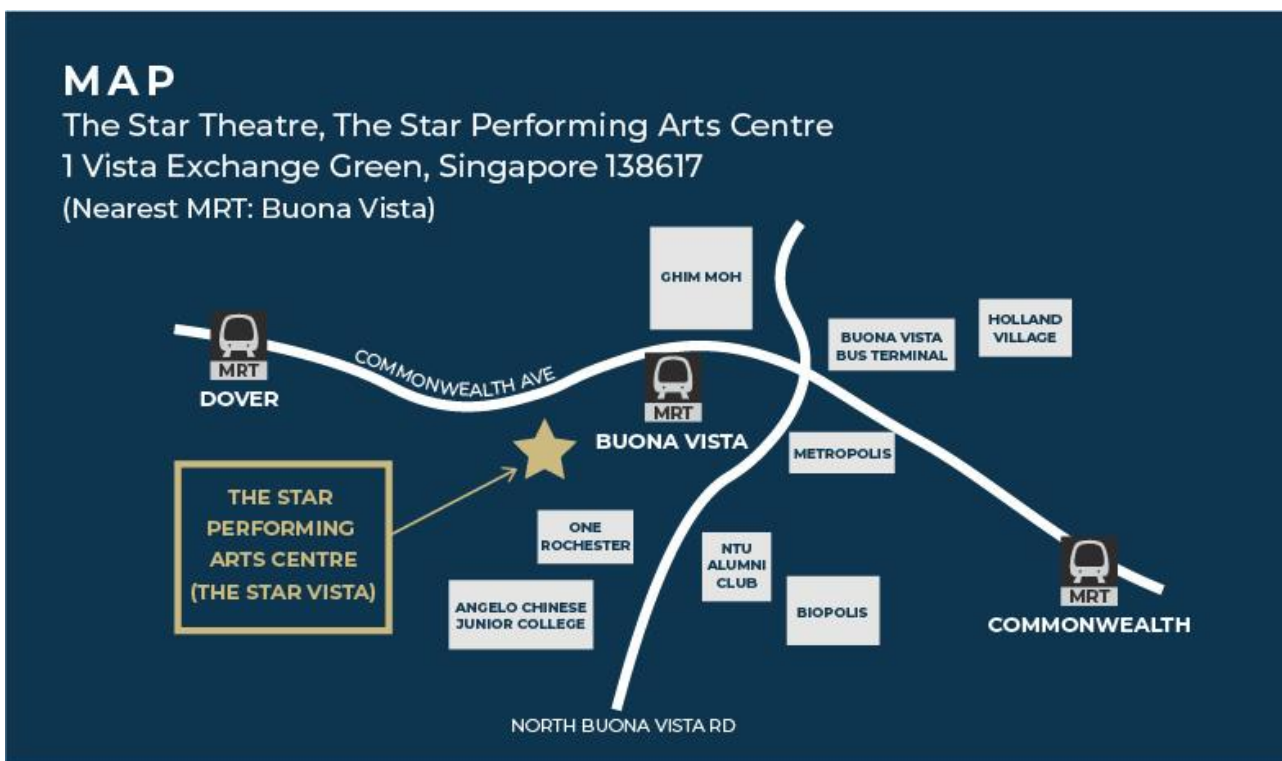 MAP
The Star Theatre, The Star Performing Arts Centre
1 Vista Exchange Green, Singapore 138617
(Nearest MRT: Buona Vista)
GHIM MOH
HOLLAND
VILLAGE
BUONA VISTA
BUS TERMINAL
MRT
DOVER
COMMONWEALTH AVE
MRT
BUONA VISTA
METROPOLIS
THE STAR
PERFORMING
ARTS CENTRE
(THE STAR VISTA)
ONE
ROCHESTER
NTU
ALUMNI
CLUB
ANGELO CHINESE
JUNIOR COLLEGE
BIOPOLIS
MRT
COMMONWEALTH
NORTH BUONA VISTA RD